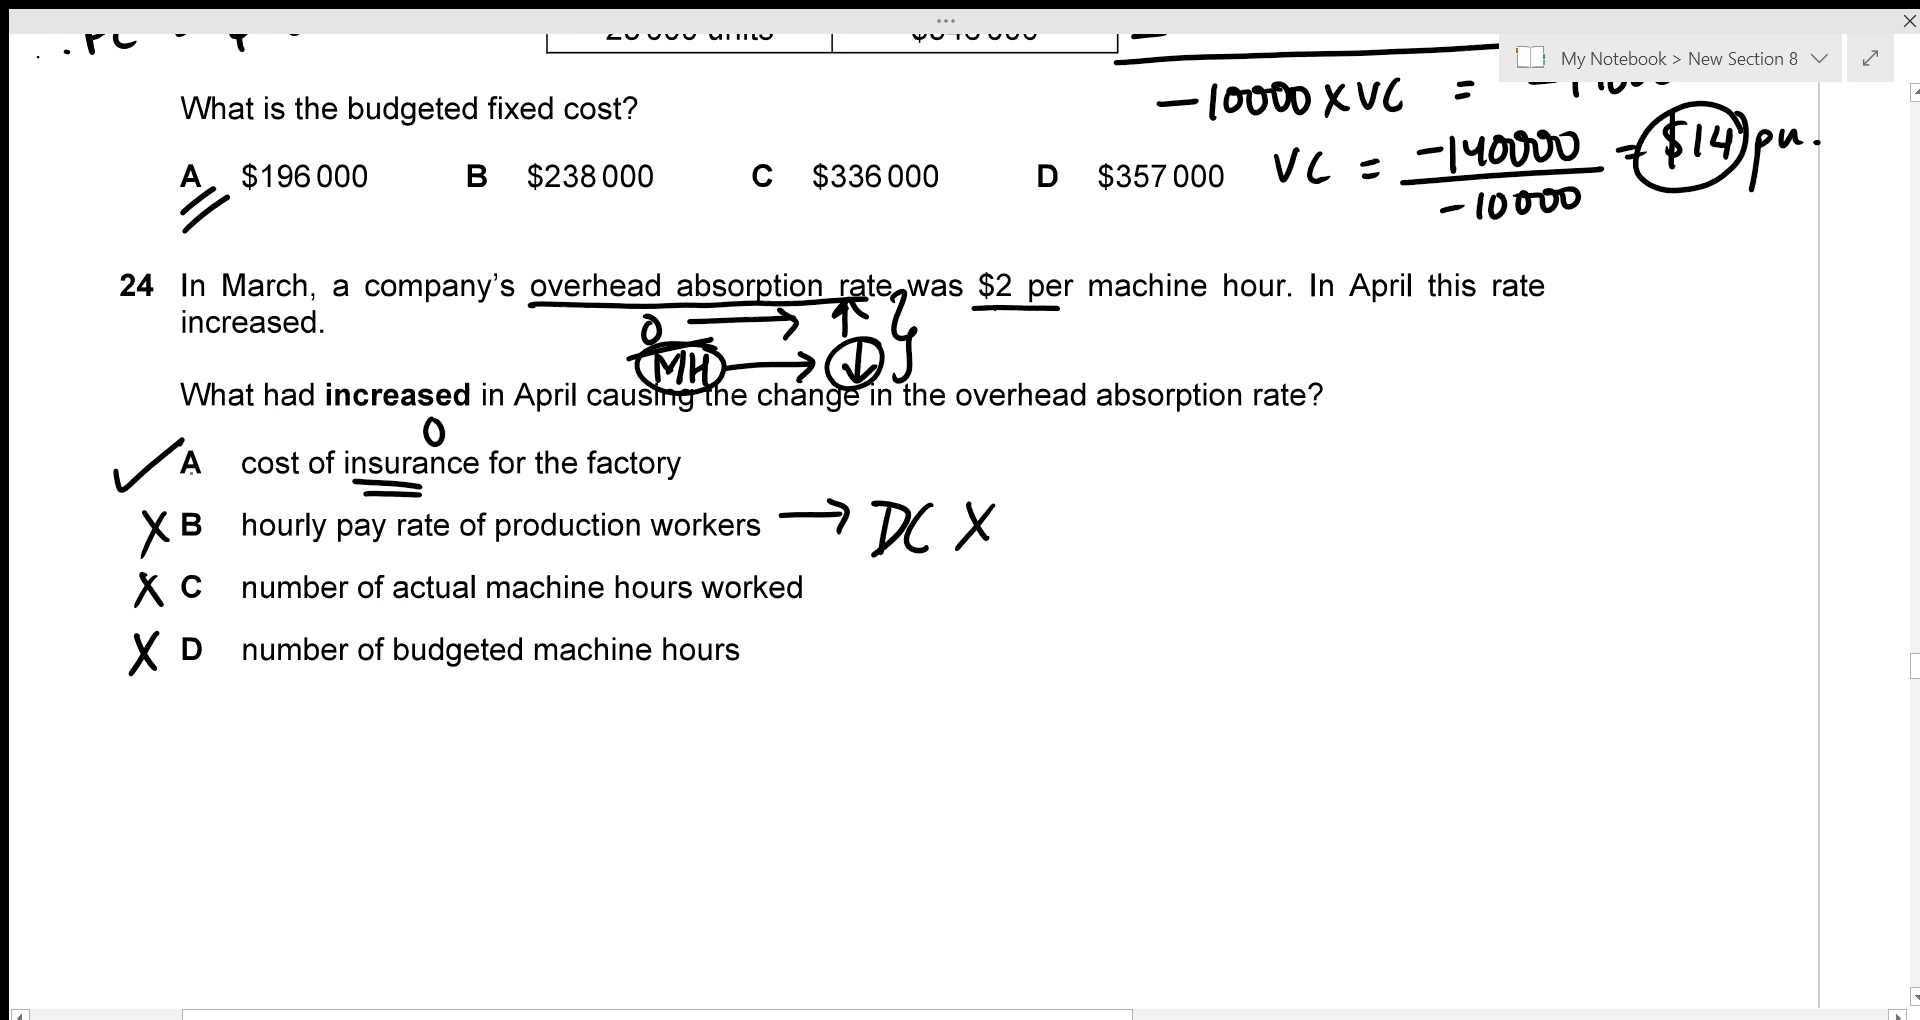 My Notebook > New Section 8
What is the budgeted fixed cost?
-10000 x VC =
A $196 000 B $238 000 C $336 000 D $357 000
VC = -140000 / -10000 = $14 pu.
24 In March, a company's overhead absorption rate was $2 per machine hour. In April this rate
increased.
O → ↑
MH → ↓
What had increased in April causing the change in the overhead absorption rate?
O
A cost of insurance for the factory
X B hourly pay rate of production workers → DC X
X C number of actual machine hours worked
X D number of budgeted machine hours